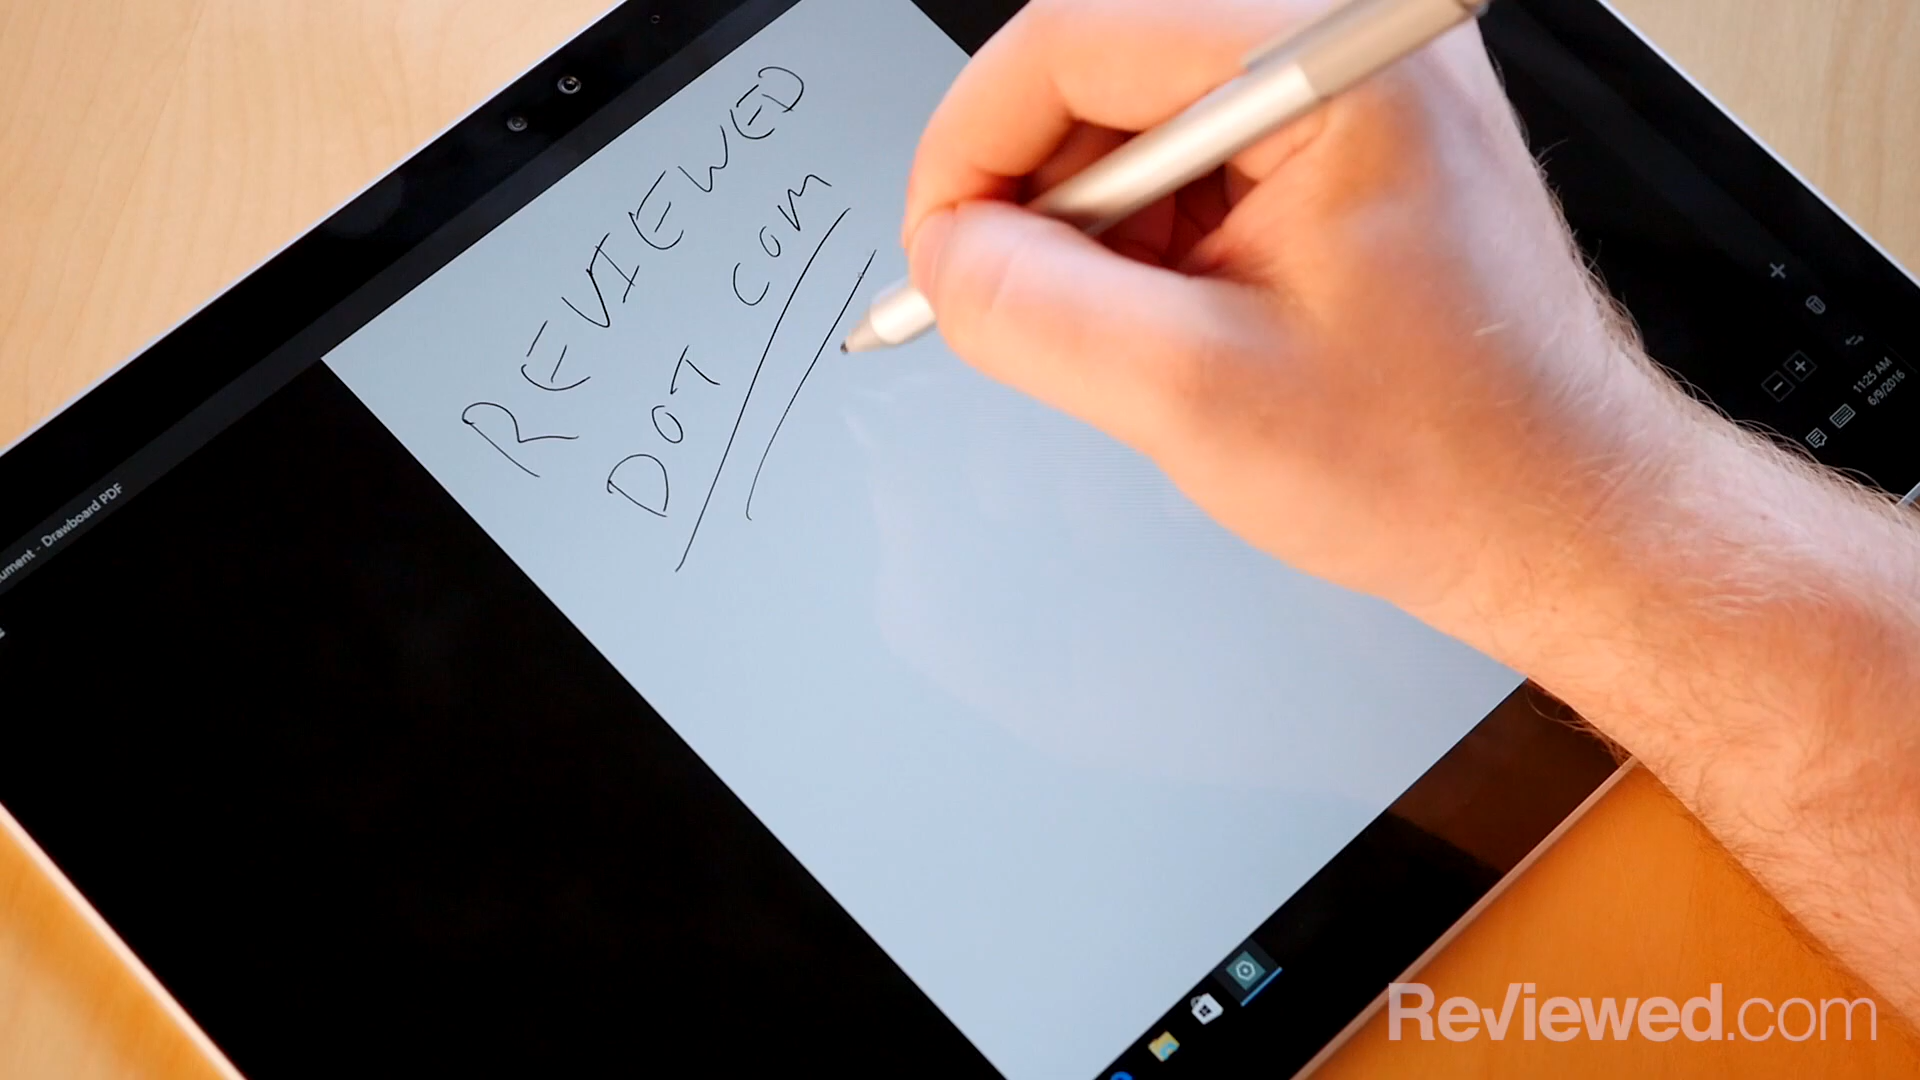 REVIEWED
DOT COM
ument - Drawboard PDF
11:25 AM
6/9/2016
Reviewed.com